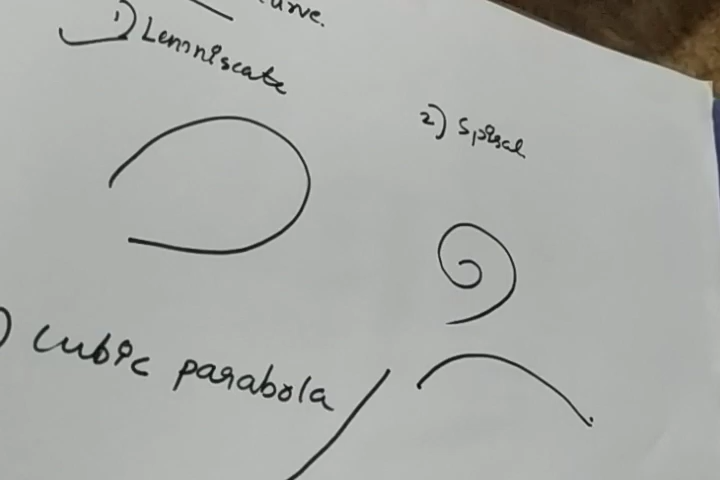 urve.
1) Lemniscate
2) Spiral
) cubic parabola